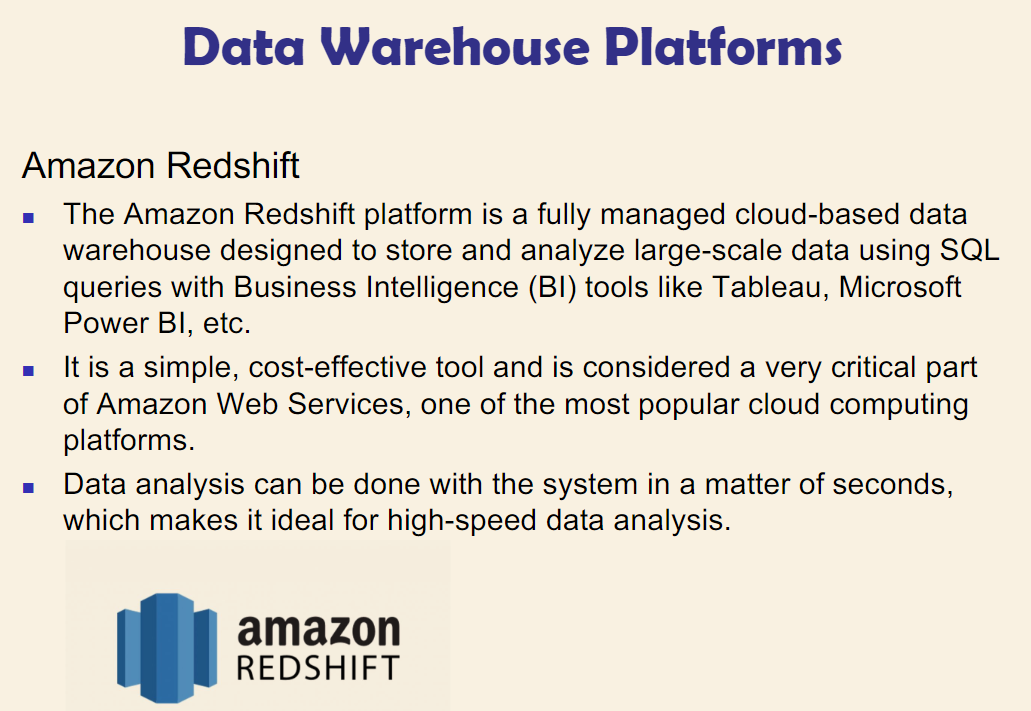 Data Warehouse Platforms
Amazon Redshift
The Amazon Redshift platform is a fully managed cloud-based data
warehouse designed to store and analyze large-scale data using SQL
queries with Business Intelligence (BI) tools like Tableau, Microsoft
Power BI, etc.
It is a simple, cost-effective tool and is considered a very critical part
of Amazon Web Services, one of the most popular cloud computing
platforms.
Data analysis can be done with the system in a matter of seconds,
which makes it ideal for high-speed data analysis.
amazon
REDSHIFT